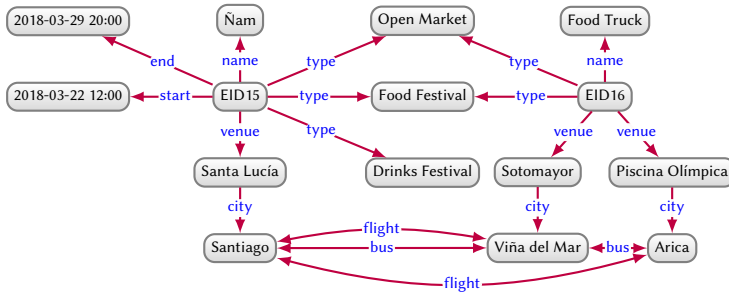 2018-03-29 20:00
Ñam
Open Market
Food Truck
end
name
type
type
name
2018-03-22 12:00
start
EID15
type
Food Festival
type
EID16
venue
type
venue
venue
Santa Lucía
Drinks Festival
Sotomayor
Piscina Olímpica
city
city
city
flight
Santiago
bus
Viña del Mar
bus
Arica
flight